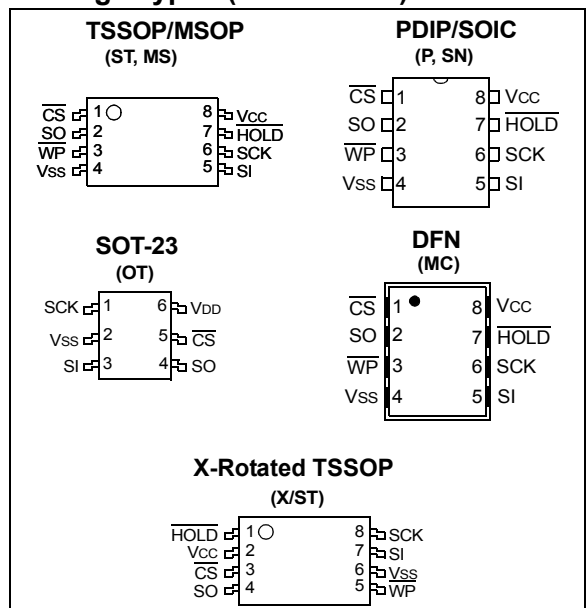 TSSOP/MSOP
(ST, MS)
CS 1 8 VCC
SO 2 7 HOLD
WP 3 6 SCK
VSS 4 5 SI
PDIP/SOIC
(P, SN)
CS 1 8 VCC
SO 2 7 HOLD
WP 3 6 SCK
VSS 4 5 SI
SOT-23
(OT)
SCK 1 6 VDD
VSS 2 5 CS
SI 3 4 SO
DFN
(MC)
CS 1 8 VCC
SO 2 7 HOLD
WP 3 6 SCK
VSS 4 5 SI
X-Rotated TSSOP
(X/ST)
HOLD 1 8 SCK
VCC 2 7 SI
CS 3 6 VSS
SO 4 5 WP